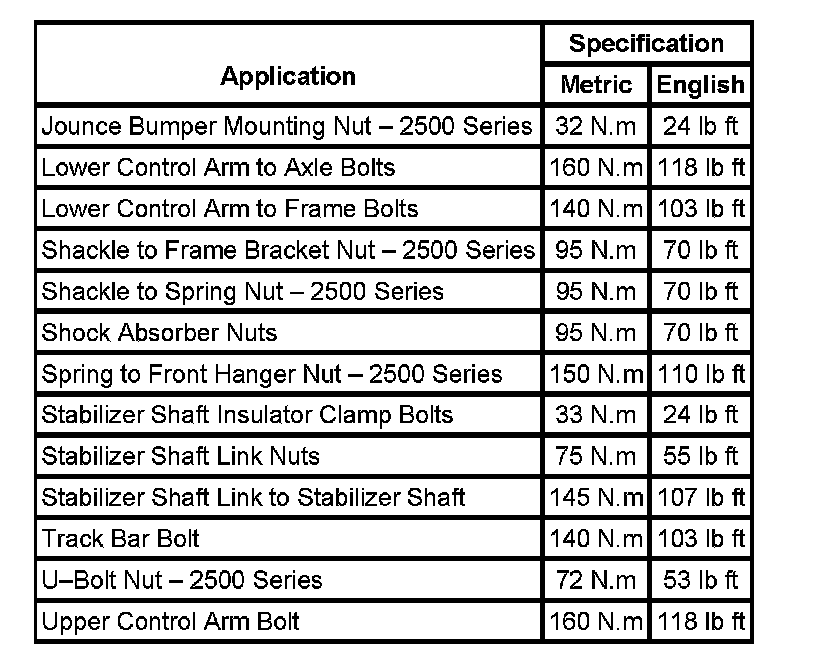 Application
Specification
Metric English
Jounce Bumper Mounting Nut – 2500 Series 32 N.m 24 lb ft
Lower Control Arm to Axle Bolts 160 N.m 118 lb ft
Lower Control Arm to Frame Bolts 140 N.m 103 lb ft
Shackle to Frame Bracket Nut – 2500 Series 95 N.m 70 lb ft
Shackle to Spring Nut – 2500 Series 95 N.m 70 lb ft
Shock Absorber Nuts 95 N.m 70 lb ft
Spring to Front Hanger Nut – 2500 Series 150 N.m 110 lb ft
Stabilizer Shaft Insulator Clamp Bolts 33 N.m 24 lb ft
Stabilizer Shaft Link Nuts 75 N.m 55 lb ft
Stabilizer Shaft Link to Stabilizer Shaft 145 N.m 107 lb ft
Track Bar Bolt 140 N.m 103 lb ft
U–Bolt Nut – 2500 Series 72 N.m 53 lb ft
Upper Control Arm Bolt 160 N.m 118 lb ft